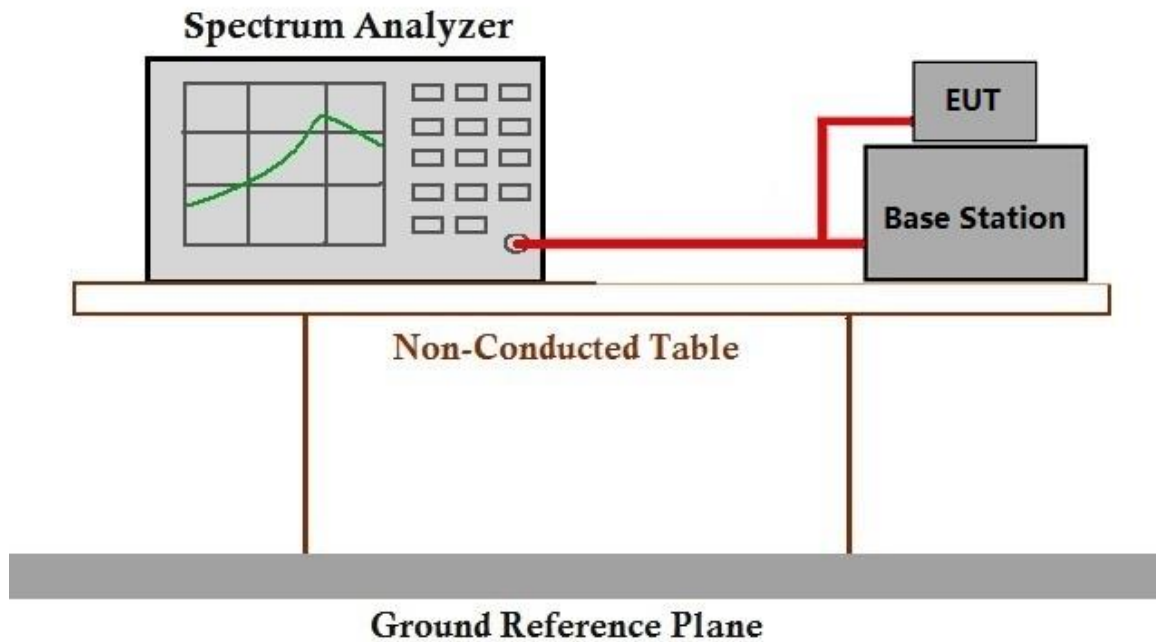 Spectrum Analyzer
EUT
Base Station
Non-Conducted Table
Ground Reference Plane